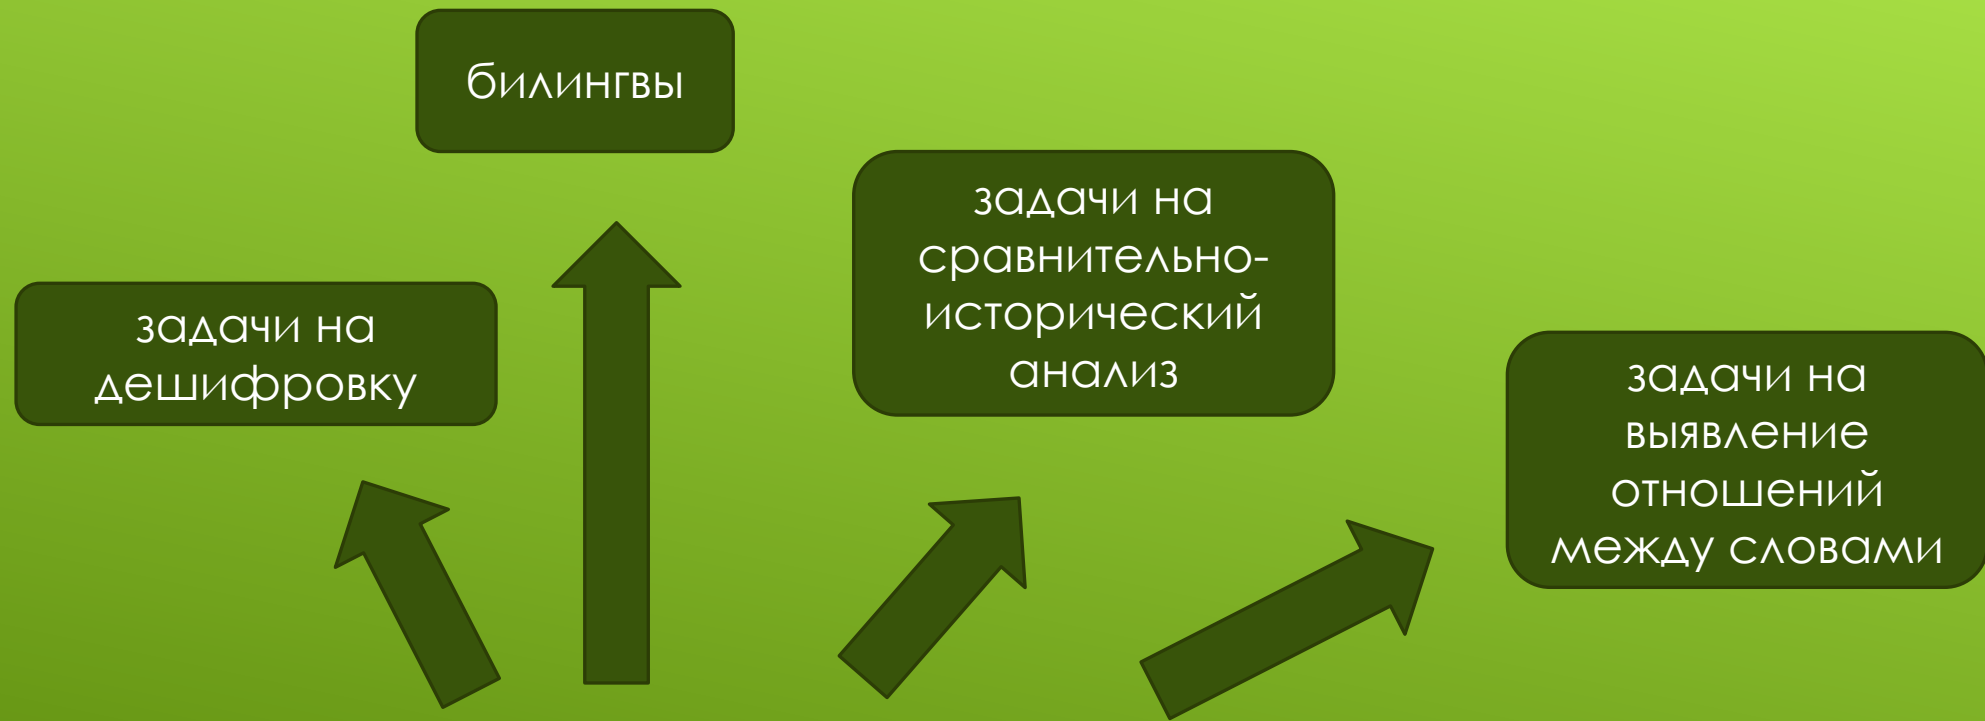 билингвы
задачи на
сравнительно-
исторический
анализ
задачи на
дешифровку
задачи на
выявление
отношений
между словами